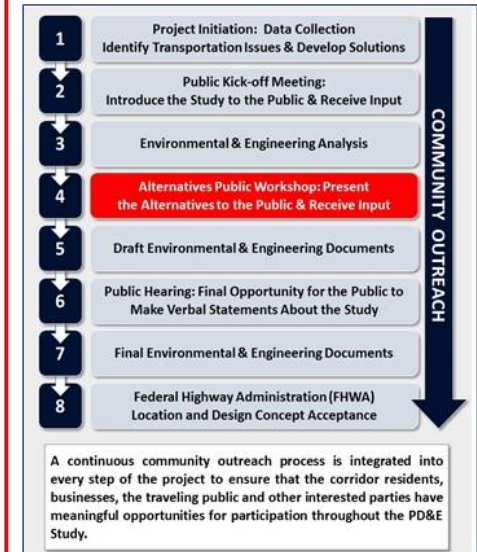 1
Project Initiation: Data Collection
Identify Transportation Issues & Develop Solutions
2
Public Kick-off Meeting:
Introduce the Study to the Public & Receive Input
3
Environmental & Engineering Analysis
4
Alternatives Public Workshop: Present
the Alternatives to the Public & Receive Input
5
Draft Environmental & Engineering Documents
6
Public Hearing: Final Opportunity for the Public to
Make Verbal Statements About the Study
7
Final Environmental & Engineering Documents
8
Federal Highway Administration (FHWA)
Location and Design Concept Acceptance
COMMUNITY OUTREACH
A continuous community outreach process is integrated into
every step of the project to ensure that the corridor residents,
businesses, the traveling public and other interested parties have
meaningful opportunities for participation throughout the PD&E
Study.